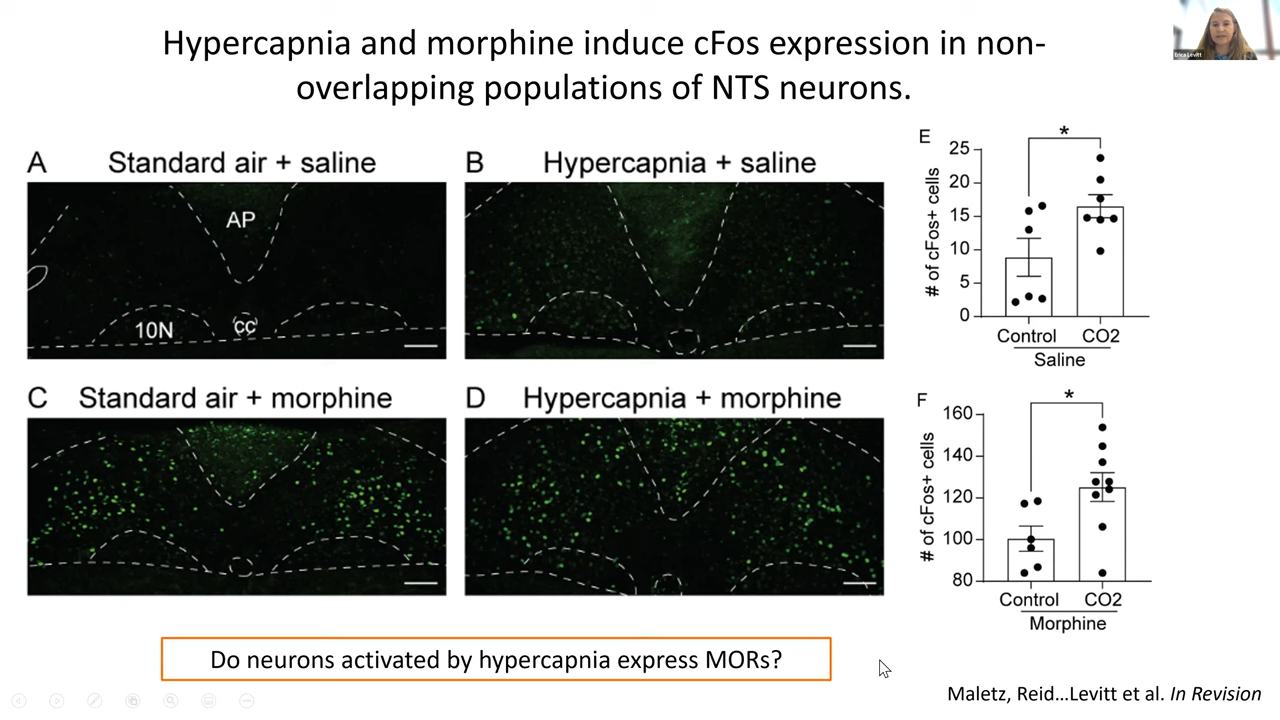 Hypercapnia and morphine induce cFos expression in non-
overlapping populations of NTS neurons.
Erica Levitt
A Standard air + saline
AP
10N
cc
B Hypercapnia + saline
C Standard air + morphine
D Hypercapnia + morphine
E
# of cFos+ cells
25
20
15
10
5
0
*
Control CO2
Saline
F
# of cFos+ cells
160
140
120
100
80
*
Control CO2
Morphine
Do neurons activated by hypercapnia express MORs?
Maletz, Reid...Levitt et al. In Revision